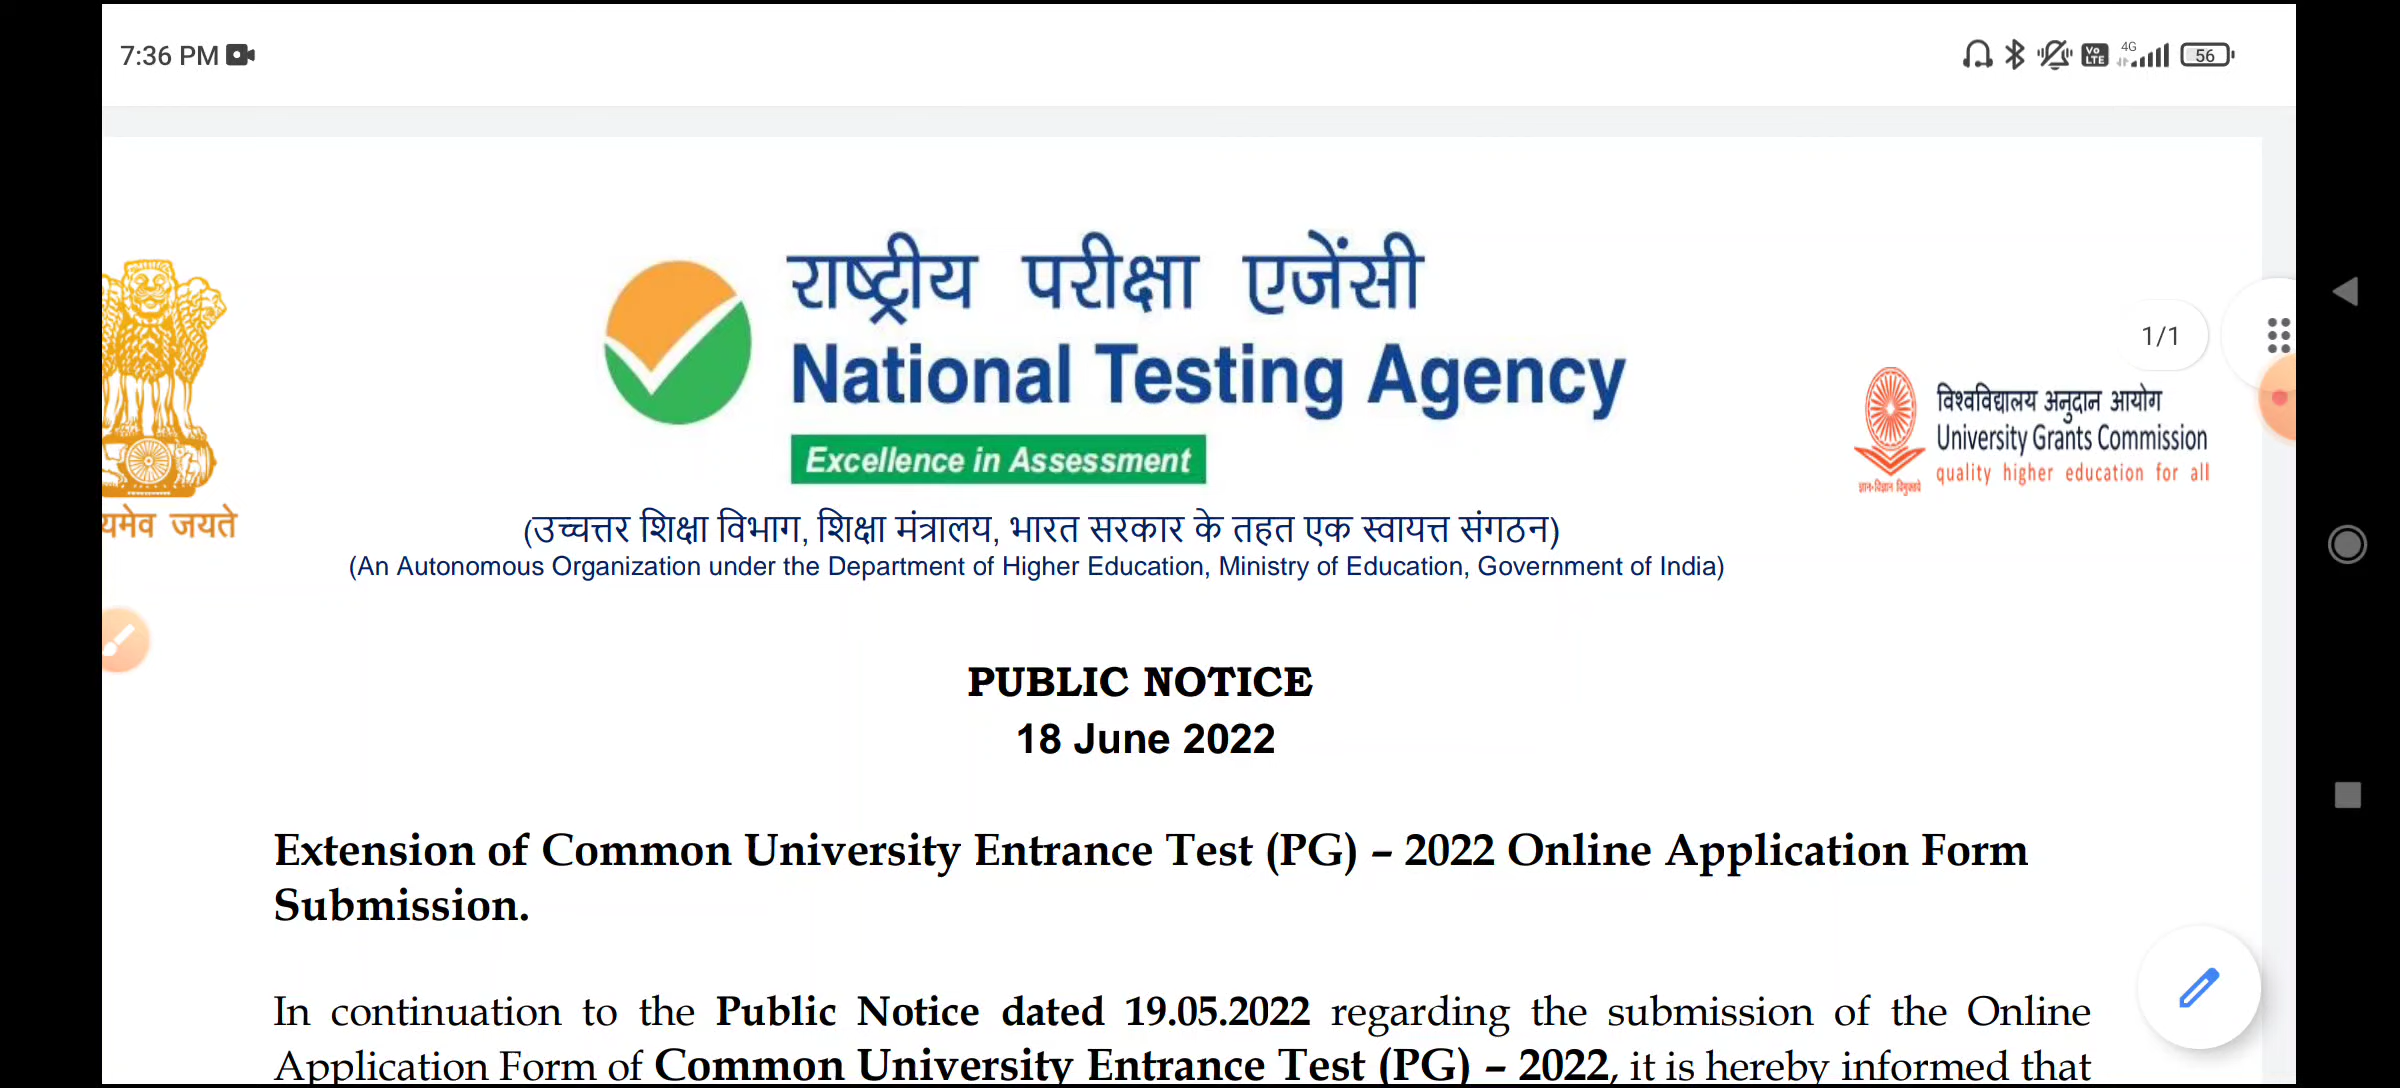 7:36 PM
Vo LTE 4G 56
राष्ट्रीय परीक्षा एजेंसी
National Testing Agency
Excellence in Assessment
1/1
विश्वविद्यालय अनुदान आयोग
University Grants Commission
quality higher education for all
ज्ञान-विज्ञान विमुक्तये
यमेव जयते
(उच्चत्तर शिक्षा विभाग, शिक्षा मंत्रालय, भारत सरकार के तहत एक स्वायत्त संगठन)
(An Autonomous Organization under the Department of Higher Education, Ministry of Education, Government of India)
PUBLIC NOTICE
18 June 2022
Extension of Common University Entrance Test (PG) – 2022 Online Application Form
Submission.
In continuation to the Public Notice dated 19.05.2022 regarding the submission of the Online
Application Form of Common University Entrance Test (PG) – 2022, it is hereby informed that